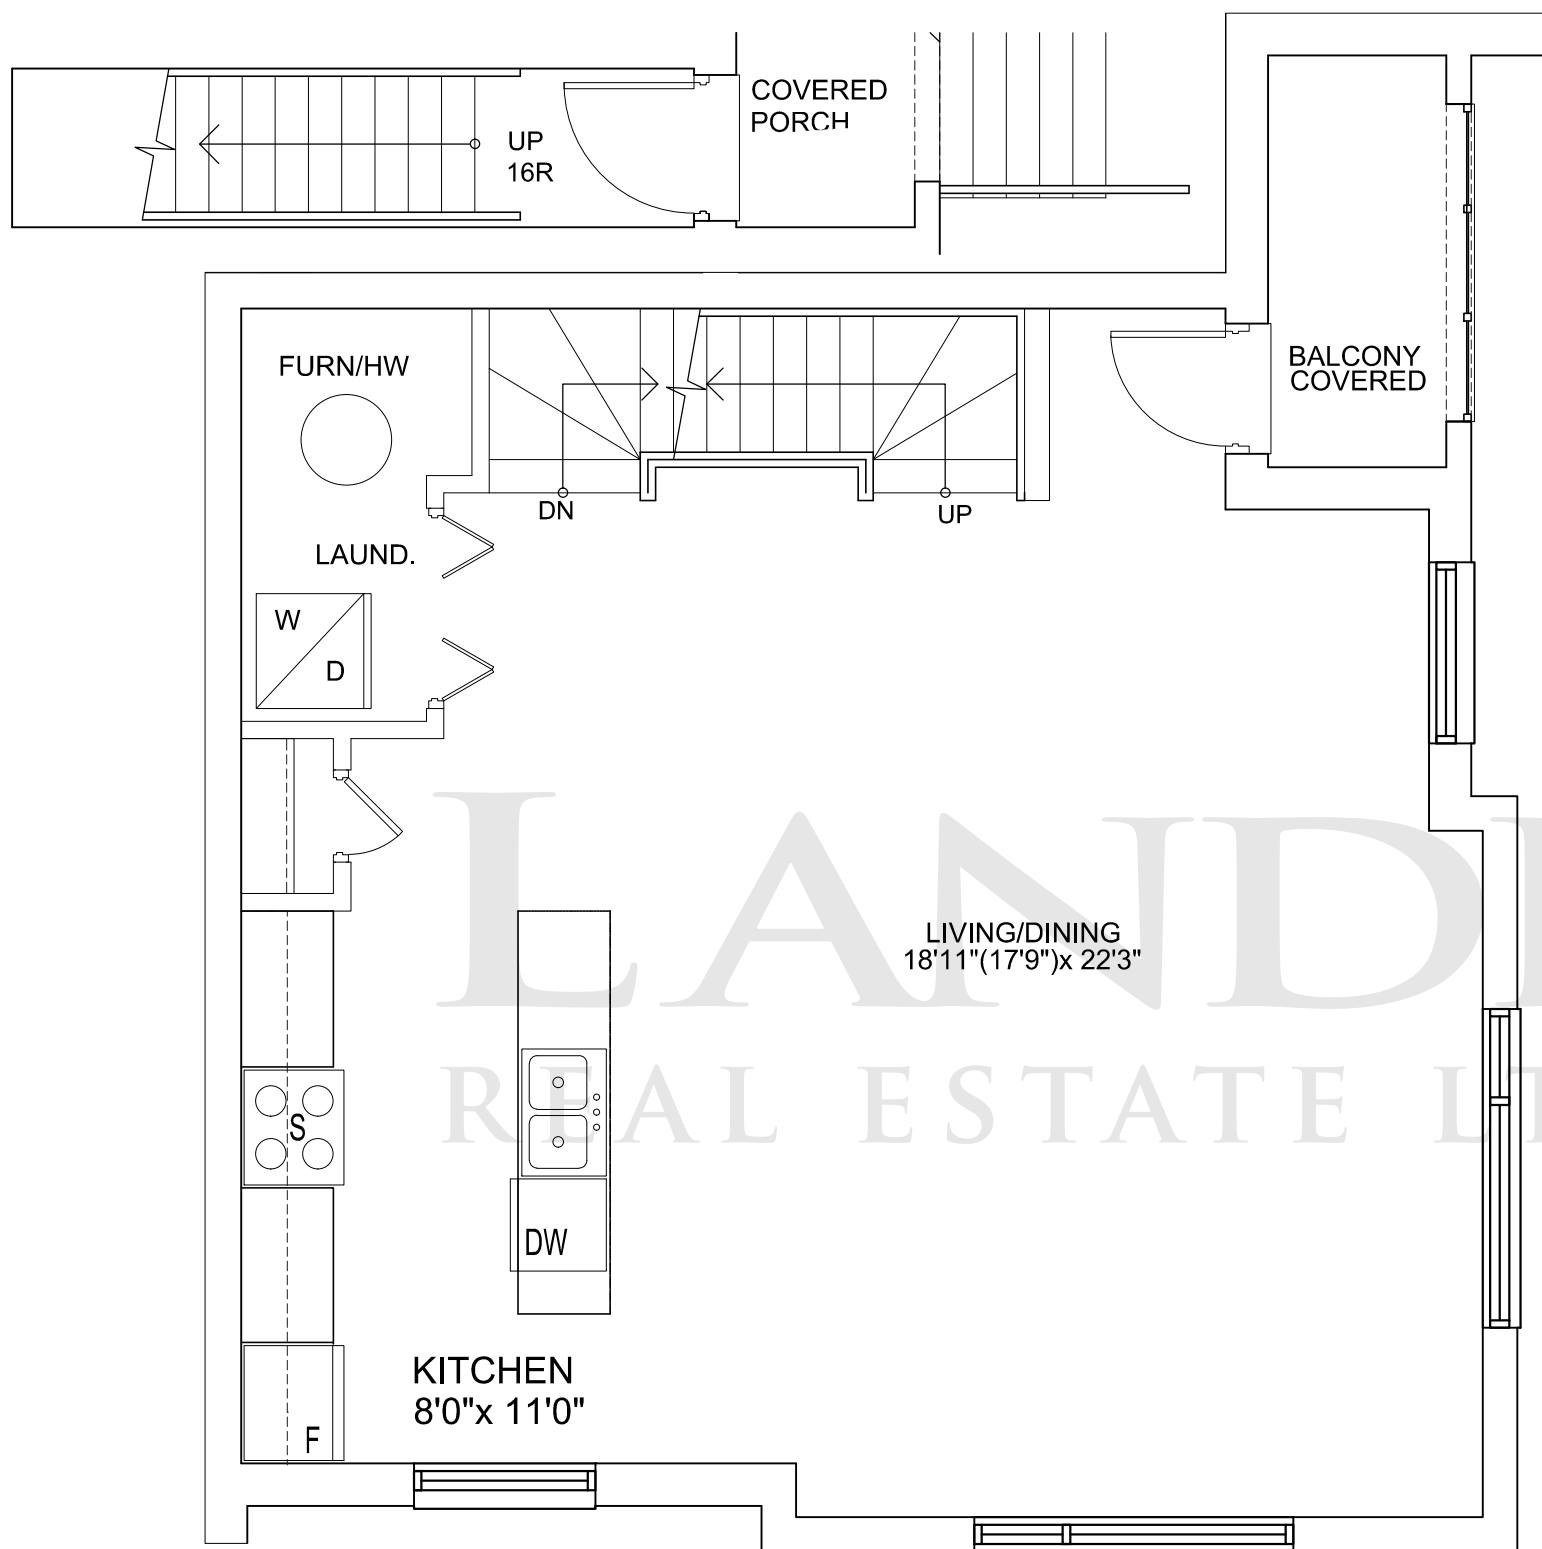 COVERED
PORCH
UP
16R
FURN/HW
BALCONY
COVERED
DN
UP
LAUND.
W
D
LIVING/DINING
18'11"(17'9")x 22'3"
S
DW
KITCHEN
8'0"x 11'0"
F
LAND
REAL ESTATE LT